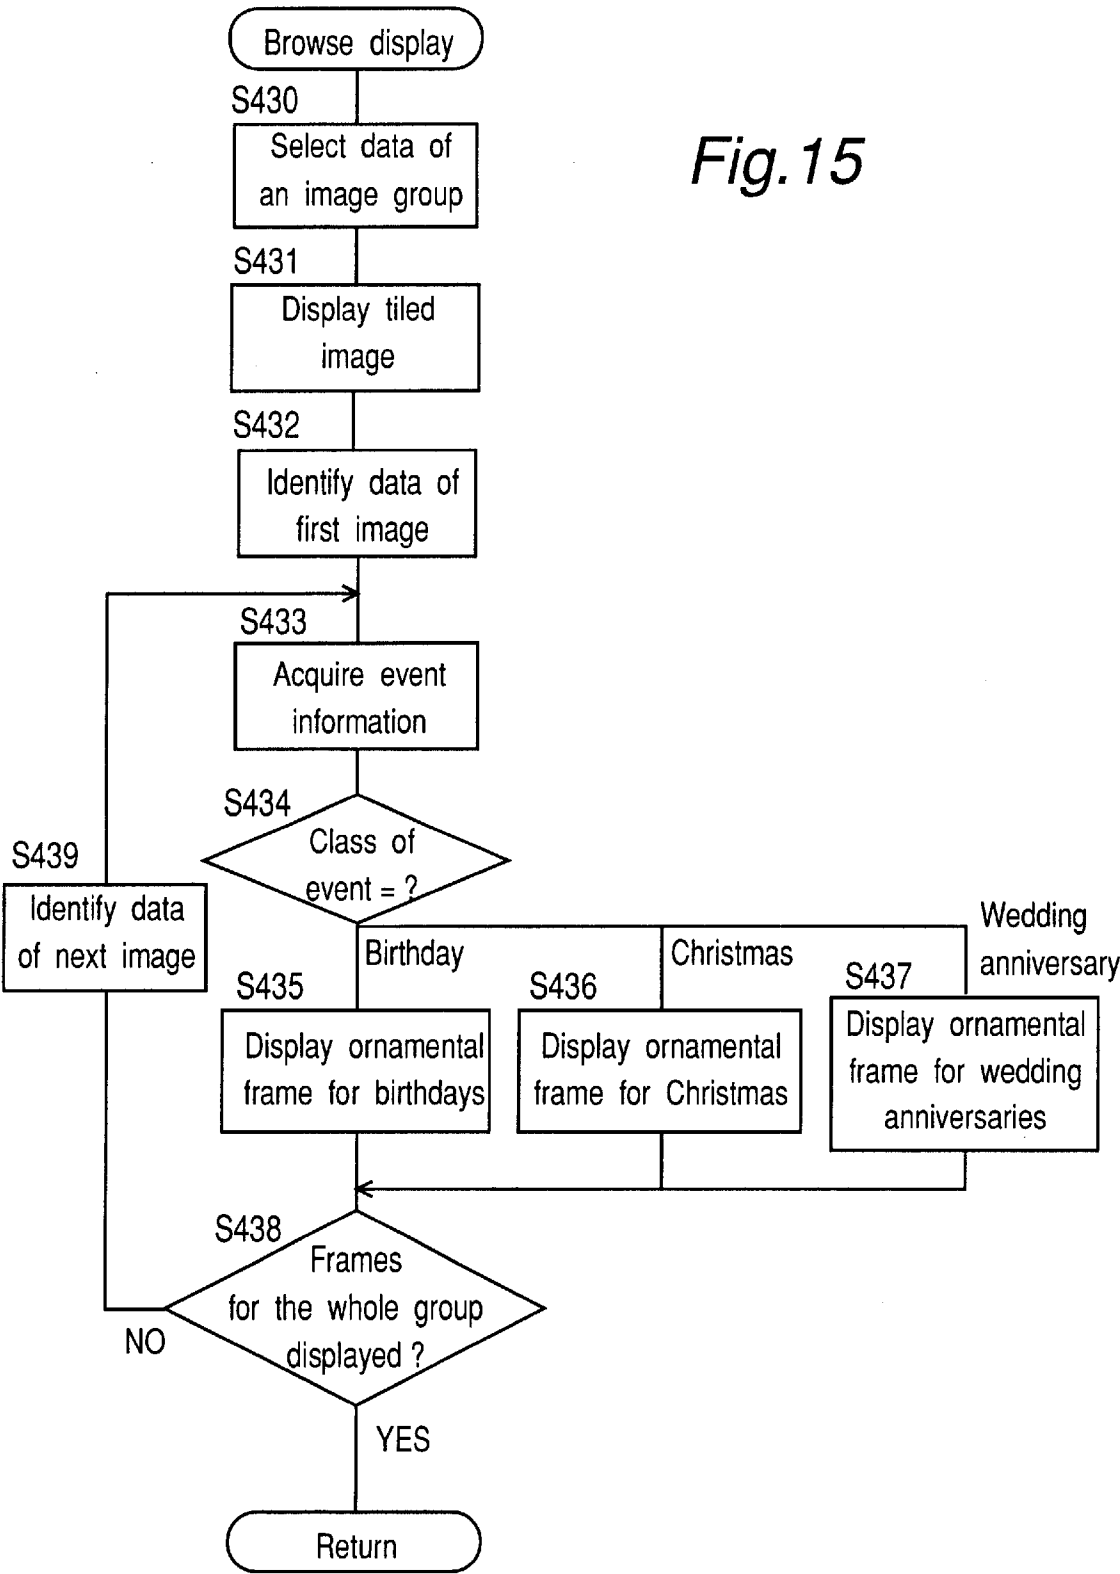 Browse display
Fig.15
S430
Select data of
an image group
S431
Display tiled
image
S432
Identify data of
first image
S433
Acquire event
information
S434
Class of
event = ?
S439
Identify data
of next image
Birthday
Christmas
Wedding
anniversary
S435
Display ornamental
frame for birthdays
S436
Display ornamental
frame for Christmas
S437
Display ornamental
frame for wedding
anniversaries
S438
Frames
for the whole group
displayed ?
NO
YES
Return